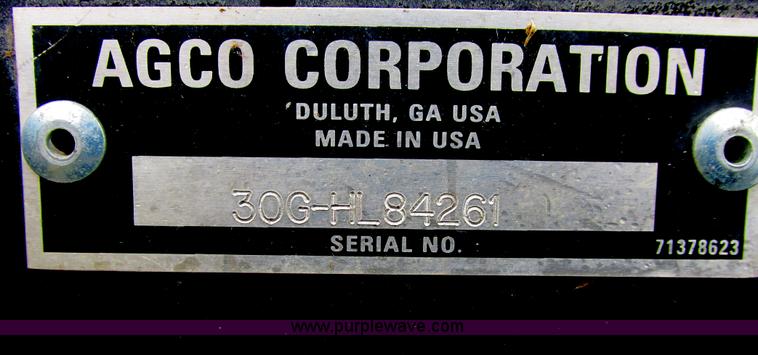 AGCO CORPORATION
DULUTH, GA USA
MADE IN USA
30G-HL84261
SERIAL NO.
71378623
www.purplewave.com